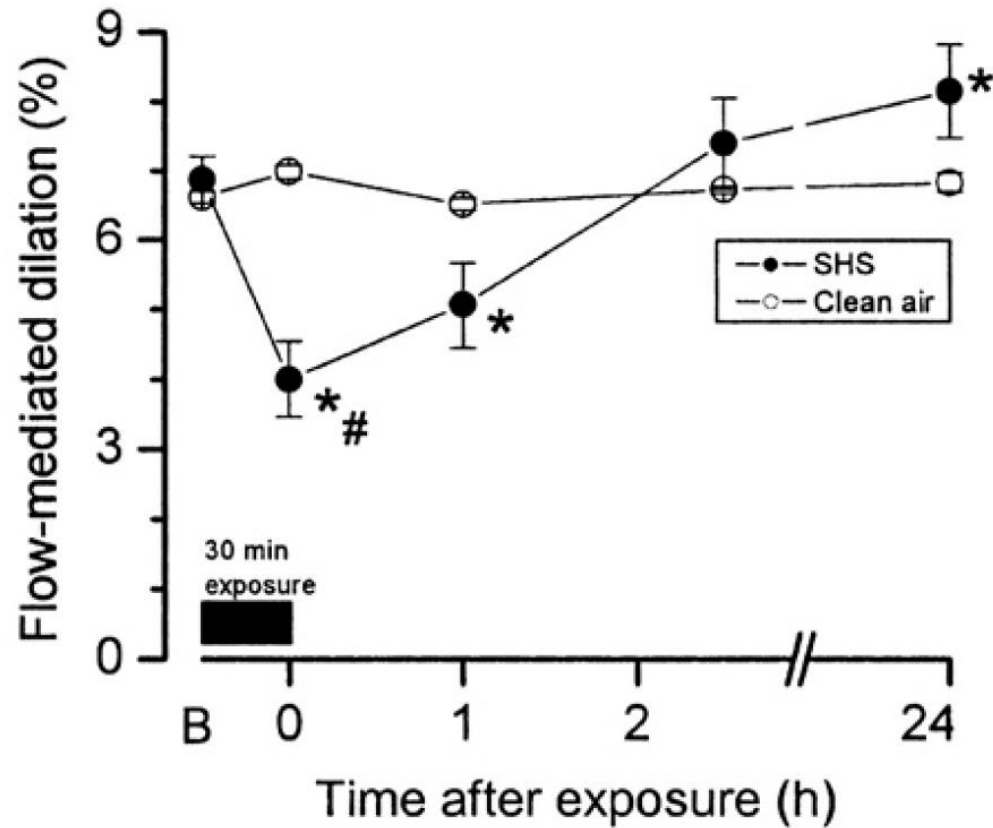 9
6
3
0
Flow-mediated dilation (%)
*
*
*
#
SHS
Clean air
30 min
exposure
B 0 1 2 24
Time after exposure (h)